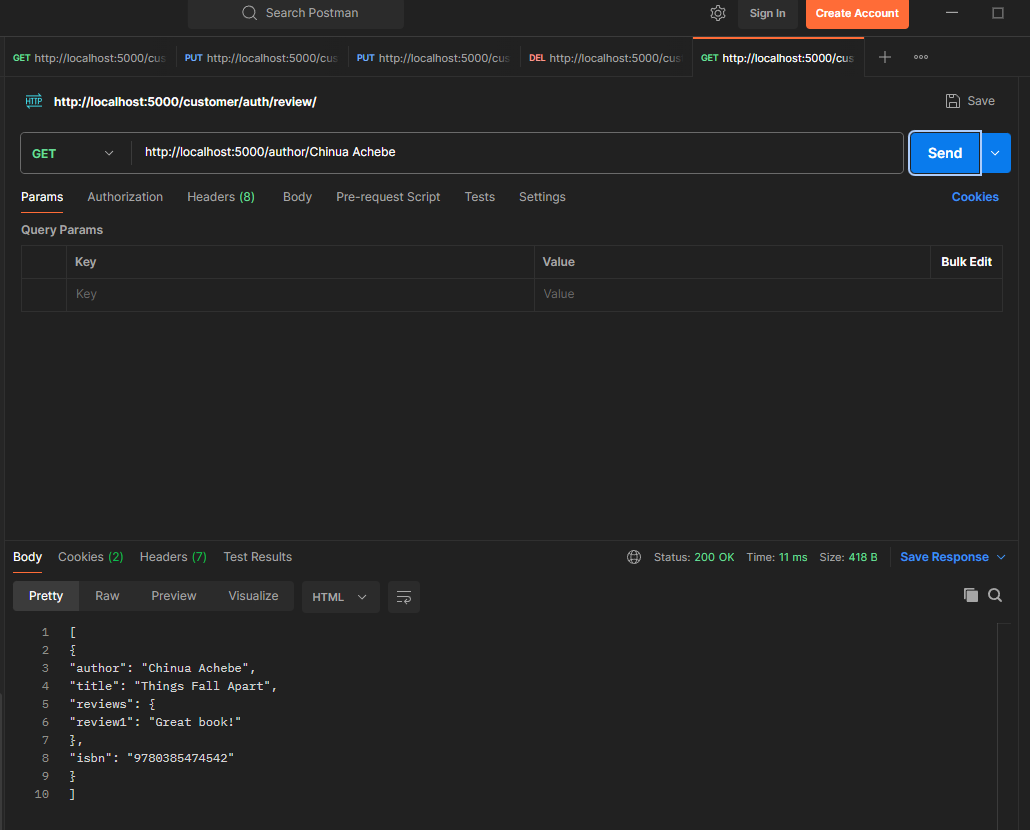 Search Postman
Sign In
Create Account
GET http://localhost:5000/cus
PUT http://localhost:5000/cus
PUT http://localhost:5000/cus
DEL http://localhost:5000/cus
GET http://localhost:5000/cus
HTTP http://localhost:5000/customer/auth/review/
Save
GET
http://localhost:5000/author/Chinua Achebe
Send
Params Authorization Headers (8) Body Pre-request Script Tests Settings Cookies
Query Params
Key Value Bulk Edit
Key Value
Body Cookies (2) Headers (7) Test Results
Status: 200 OK Time: 11 ms Size: 418 B Save Response
Pretty Raw Preview Visualize HTML
1 [
2 {
3 "author": "Chinua Achebe",
4 "title": "Things Fall Apart",
5 "reviews": {
6 "review1": "Great book!"
7 },
8 "isbn": "9780385474542"
9 }
10 ]